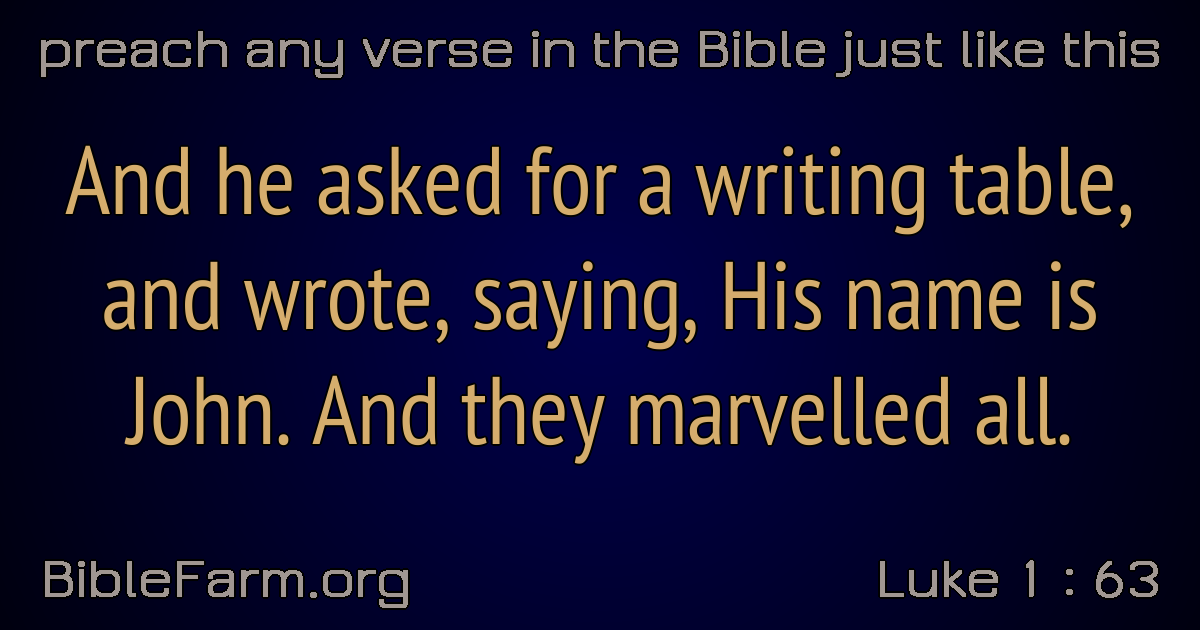 preach any verse in the Bible just like this
And he asked for a writing table,
and wrote, saying, His name is
John. And they marvelled all.
BibleFarm.org
Luke 1 : 63